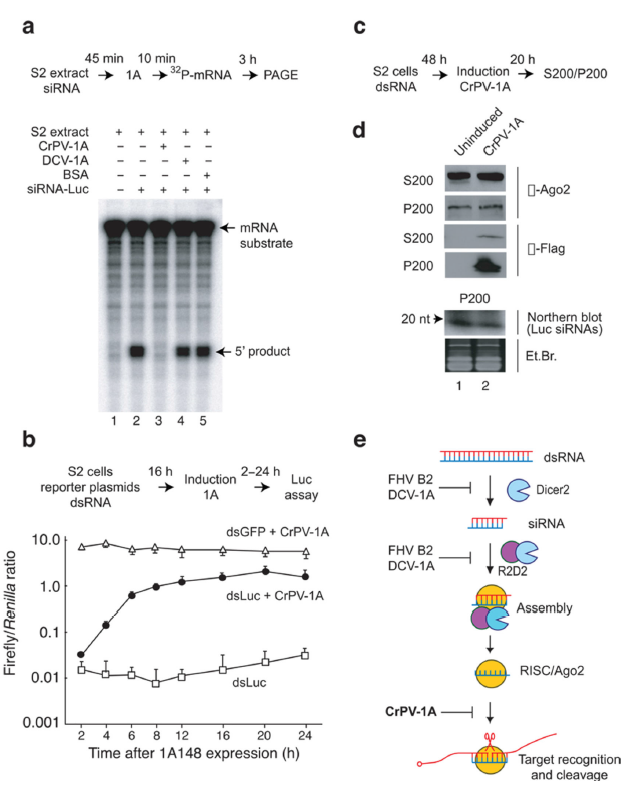 a
45 min 10 min 3 h
S2 extract 1A ³²P-mRNA PAGE
siRNA
S2 extract + + + + +
CrPV-1A – – + – –
DCV-1A – – – + –
BSA – – – – +
siRNA-Luc – + + + +
mRNA
substrate
5' product
1 2 3 4 5
b
16 h 2–24 h
S2 cells Induction Luc
reporter plasmids 1A assay
dsRNA
Firefly/Renilla ratio
10.0
1.0
0.1
0.01
0.001
dsGFP + CrPV-1A
dsLuc + CrPV-1A
dsLuc
2 4 6 8 12 16 20 24
Time after 1A148 expression (h)
c
48 h 20 h
S2 cells Induction S200/P200
dsRNA CrPV-1A
d
Uninduced CrPV-1A
S200
P200
▯-Ago2
S200
P200
▯-Flag
P200
20 nt
Northern blot
(Luc siRNAs)
Et.Br.
1 2
e
dsRNA
FHV B2
DCV-1A
Dicer2
siRNA
FHV B2
DCV-1A
R2D2
Assembly
RISC/Ago2
CrPV-1A
Target recognition
and cleavage